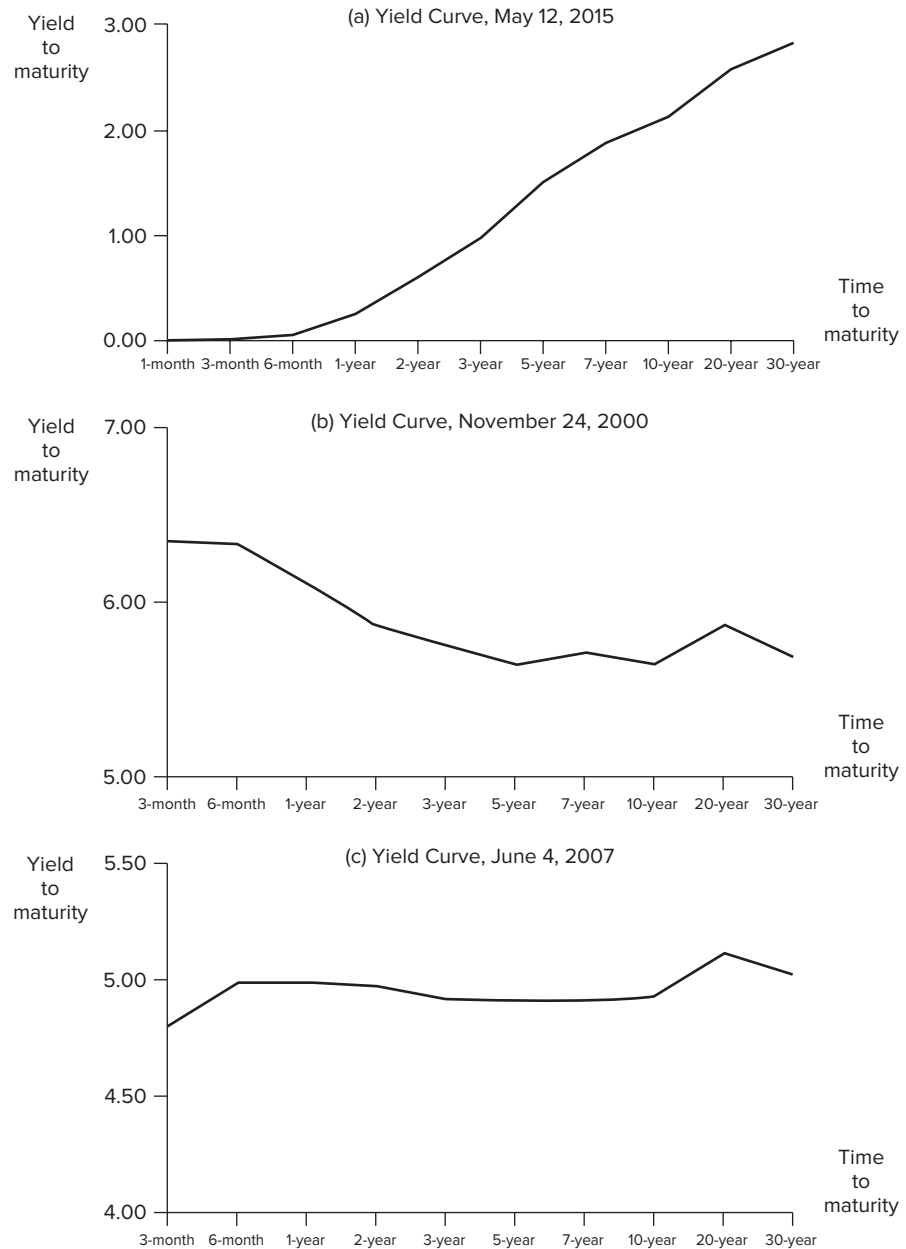 (a) Yield Curve, May 12, 2015
Yield
to
maturity
3.00
2.00
1.00
0.00
1-month 3-month 6-month 1-year 2-year 3-year 5-year 7-year 10-year 20-year 30-year
Time
to
maturity
(b) Yield Curve, November 24, 2000
Yield
to
maturity
7.00
6.00
5.00
3-month 6-month 1-year 2-year 3-year 5-year 7-year 10-year 20-year 30-year
Time
to
maturity
(c) Yield Curve, June 4, 2007
Yield
to
maturity
5.50
5.00
4.50
4.00
3-month 6-month 1-year 2-year 3-year 5-year 7-year 10-year 20-year 30-year
Time
to
maturity